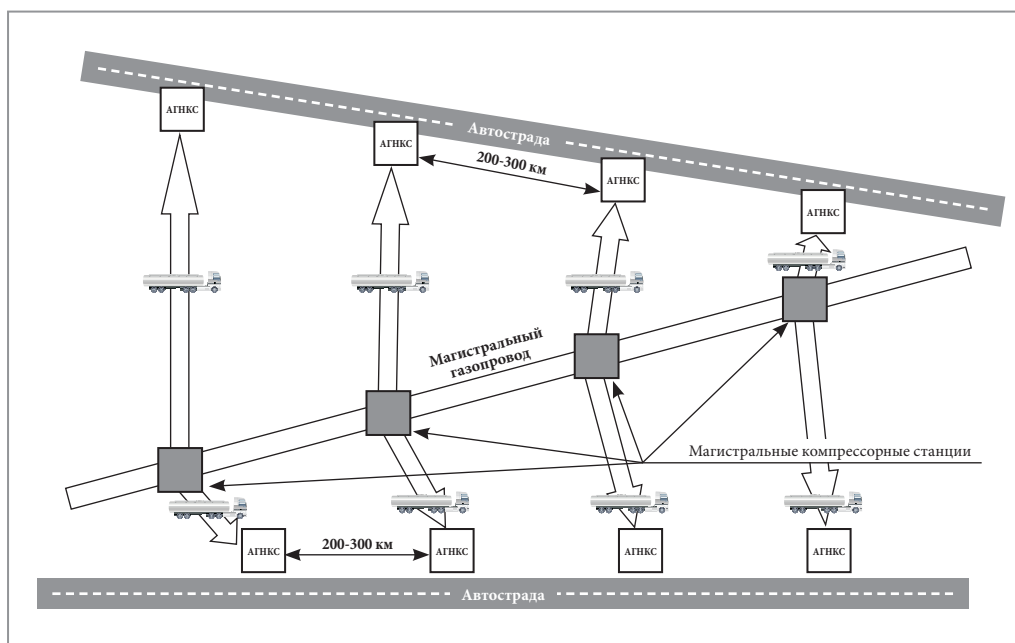 АГНКС
АГНКС
Автострада
200-300 км
АГНКС
АГНКС
Магистральный
газопровод
Магистральные компрессорные станции
АГНКС
200-300 км
АГНКС
АГНКС
АГНКС
Автострада